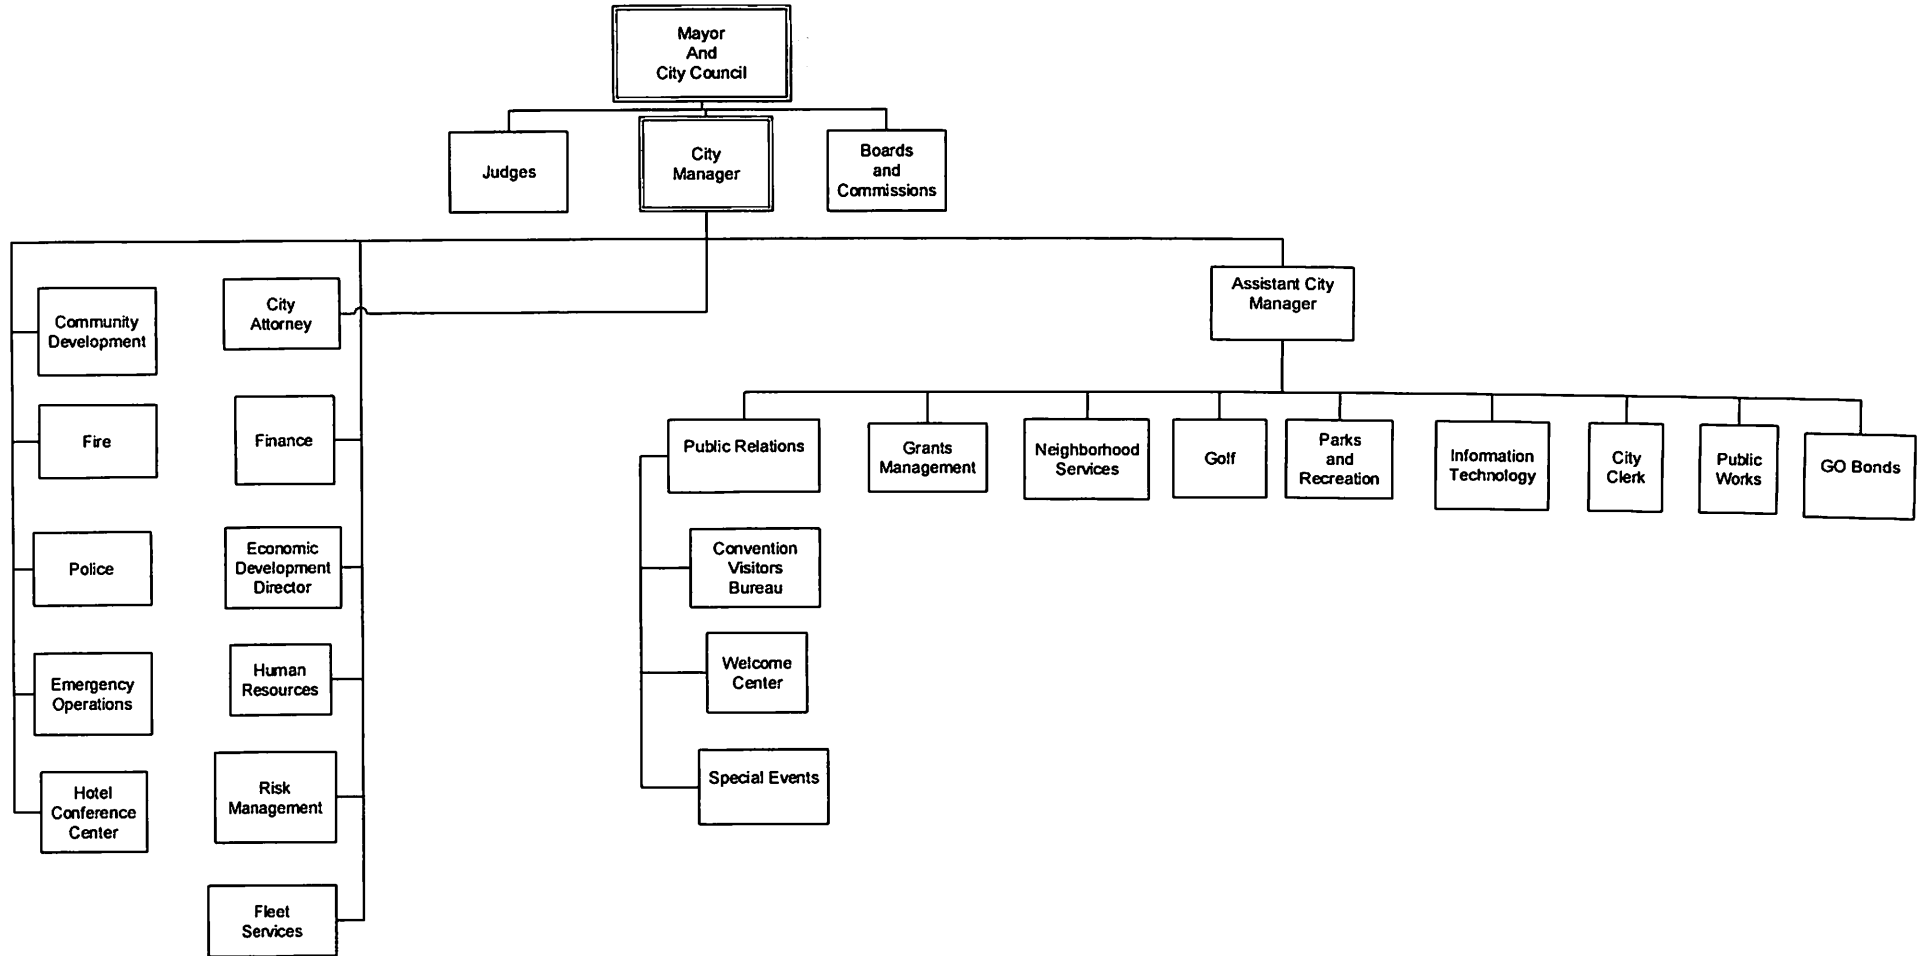 Mayor
And
City Council
Judges
City
Manager
Boards
and
Commissions
Assistant City
Manager
Community
Development
City
Attorney
Fire
Finance
Police
Economic
Development
Director
Emergency
Operations
Human
Resources
Hotel
Conference
Center
Risk
Management
Fleet
Services
Public Relations
Grants
Management
Neighborhood
Services
Golf
Parks
and
Recreation
Information
Technology
City
Clerk
Public
Works
GO Bonds
Convention
Visitors
Bureau
Welcome
Center
Special Events